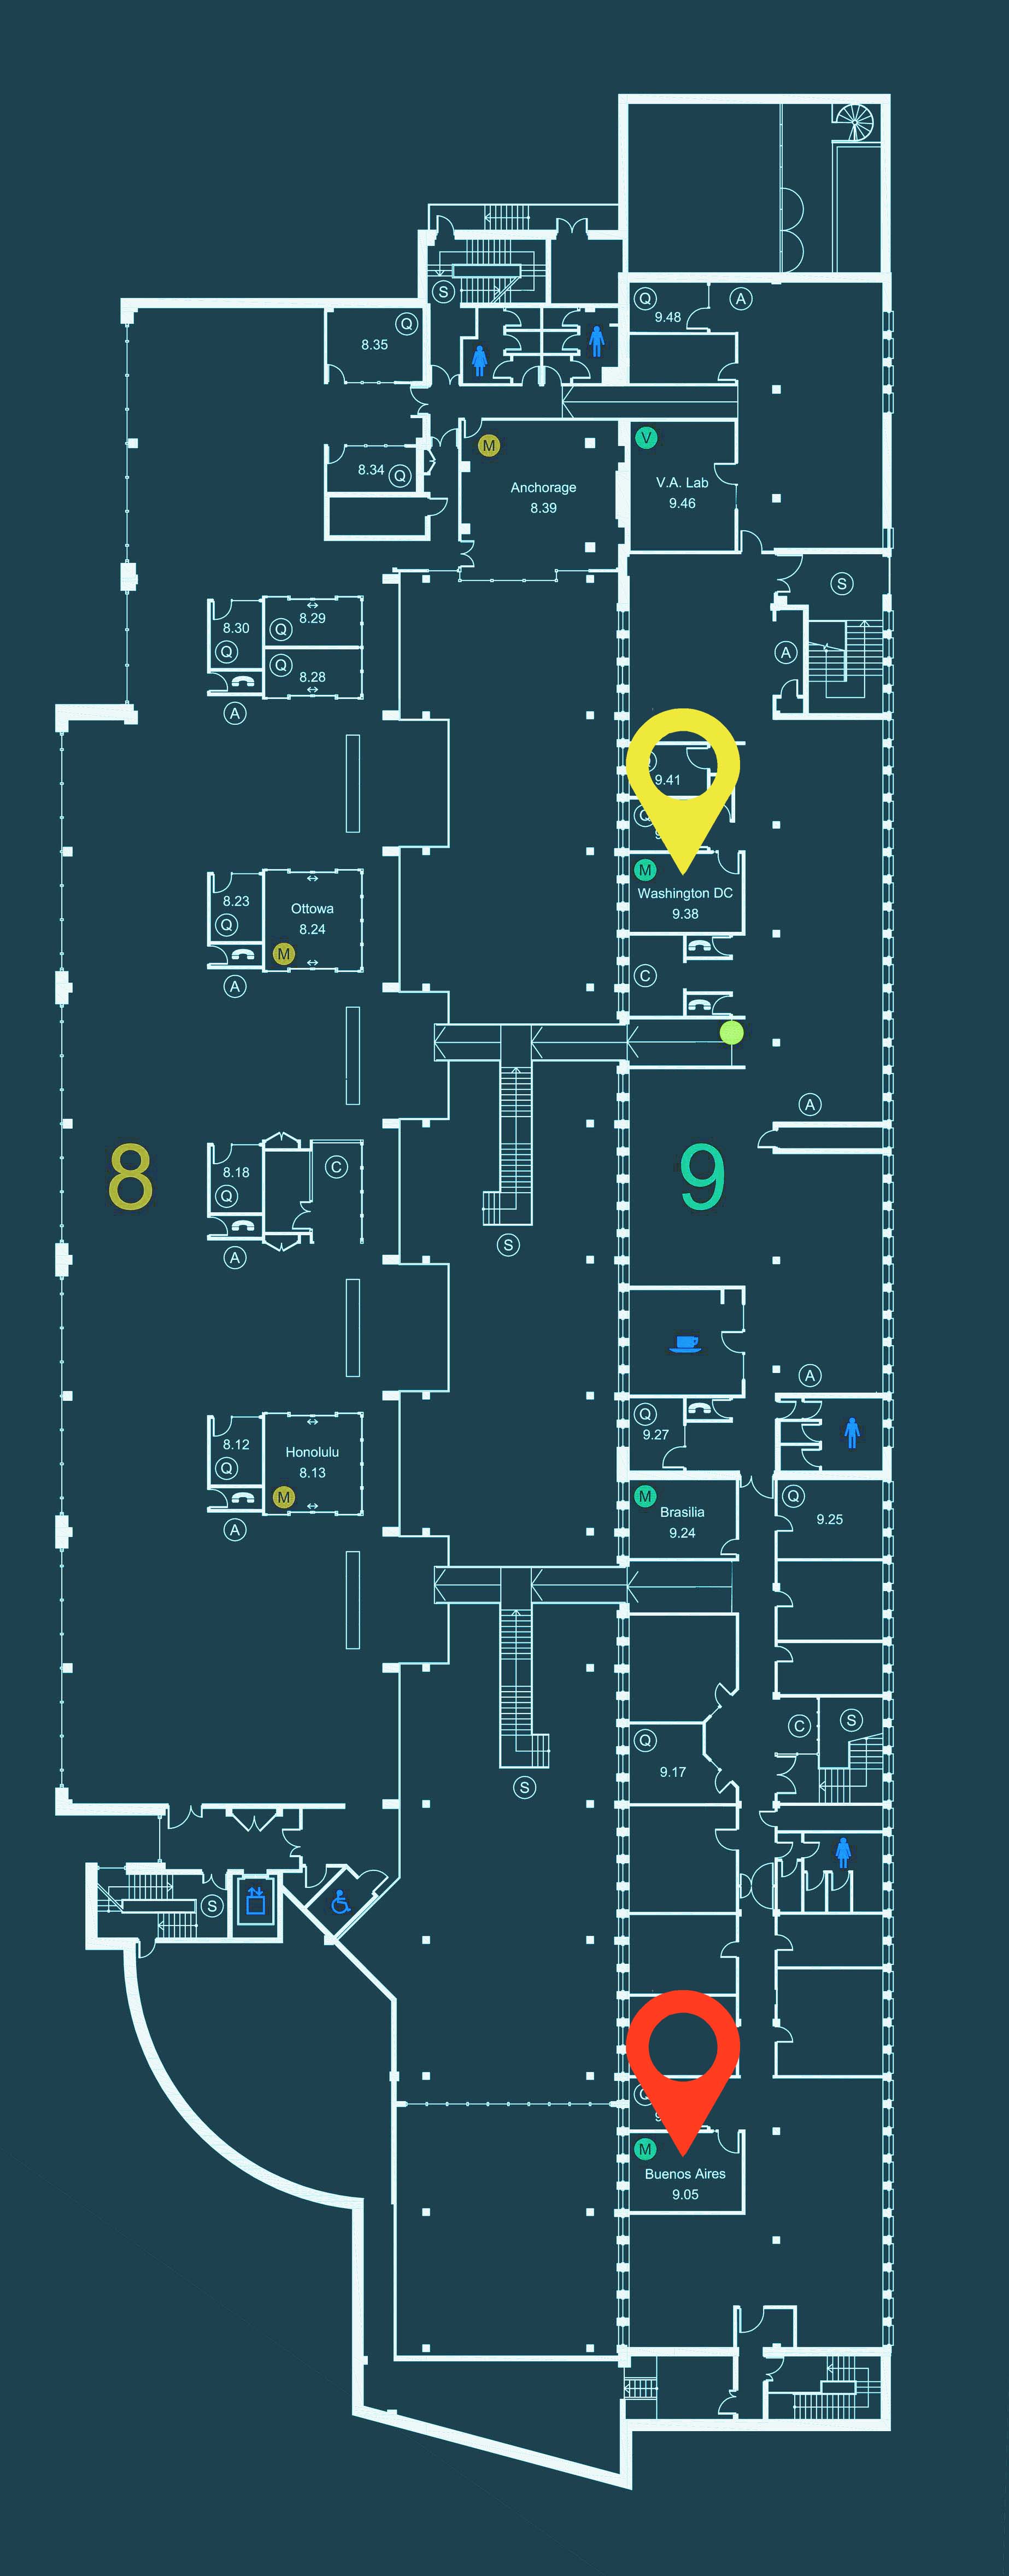 Q
9.48
A
S
Q
8.35
V
V.A. Lab
9.46
M
Anchorage
8.39
8.34
Q
S
8.30
Q
8.29
Q
Q
8.28
A
A
9.41
M
Washington DC
9.38
8.23
Q
Ottowa
8.24
M
A
C
A
8
8.18
Q
C
A
9
S
A
Q
9.27
8.12
Q
Honolulu
8.13
M
A
M
Brasilia
9.24
Q
9.25
S
Q
9.17
C
S
S
M
Buenos Aires
9.05